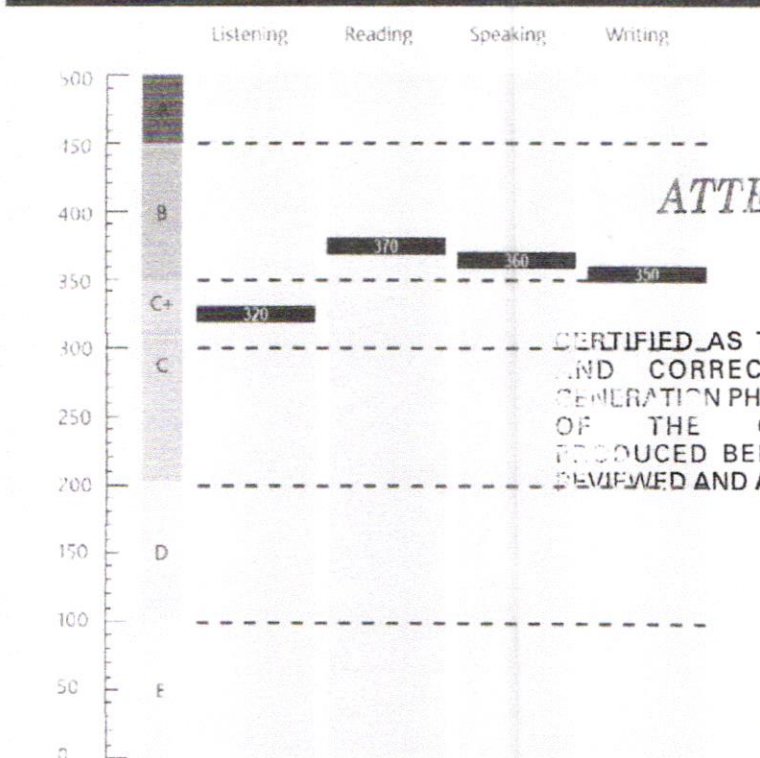 Listening Reading Speaking Writing
500
A
450
400
B
ATTE
370
360
350
350
C+
320
300
CERTIFIED AS T
C
AND CORREC
GENERATION PH
250
OF THE
PRODUCED BE
200
REVIEWED AND A
150
D
100
50
E
0